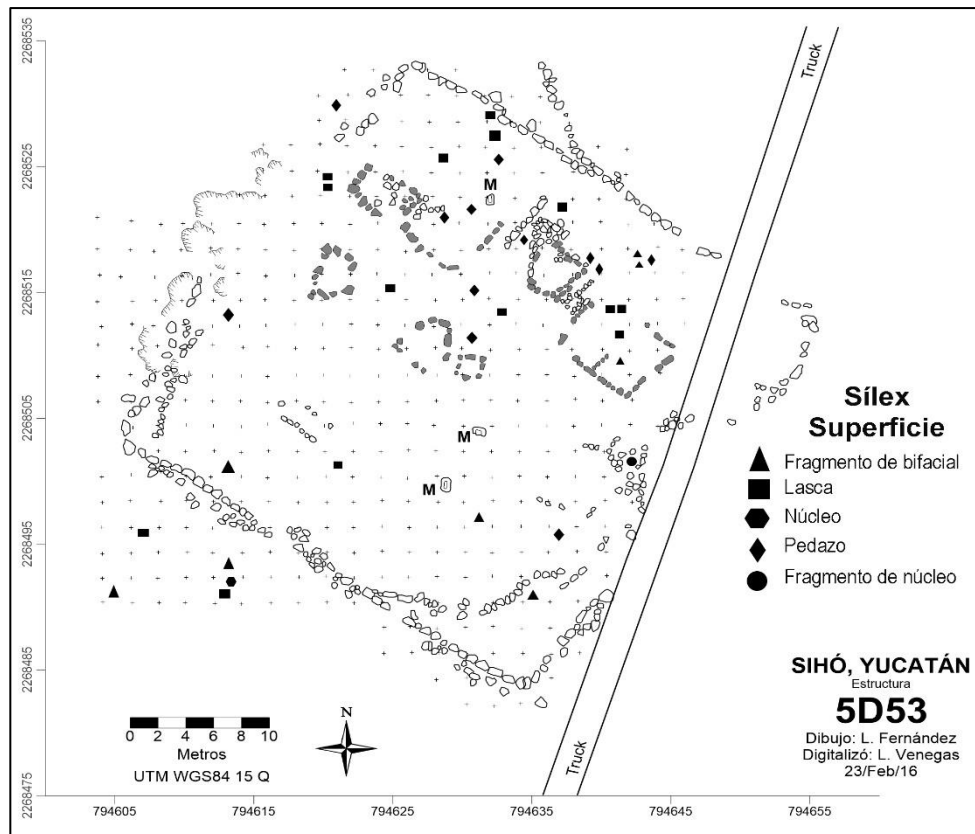 2268535
2268525
2268515
2268505
2268495
2268485
2268475
794605
794615
794625
794635
794645
794655
Truck
M
M
M
Truck
Sílex
Superficie
Fragmento de bifacial
Lasca
Núcleo
Pedazo
Fragmento de núcleo
SIHÓ, YUCATÁN
Estructura
5D53
Dibujo: L. Fernández
Digitalizó: L. Venegas
23/Feb/16
0 2 4 6 8 10
Metros
UTM WGS84 15 Q
N